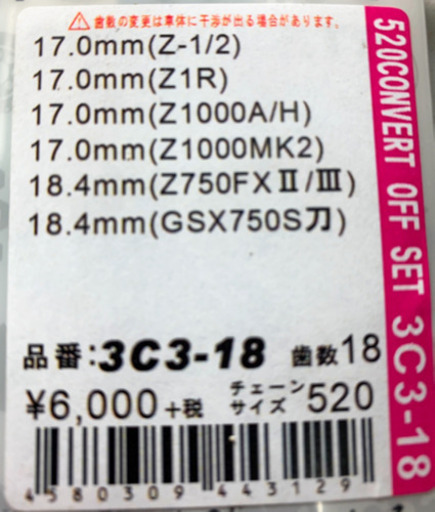 ⚠歯数の変更は車体に干渉が出る場合があります。
17.0mm(Z-1/2)
17.0mm(Z1R)
17.0mm(Z1000A/H)
17.0mm(Z1000MK2)
18.4mm(Z750FXⅡ/Ⅲ)
18.4mm(GSX750S刀)
品番:3C3-18 歯数18
¥6,000+税 チェーンサイズ 520
4580309443129
520CONVERT OFF SET 3C3-18